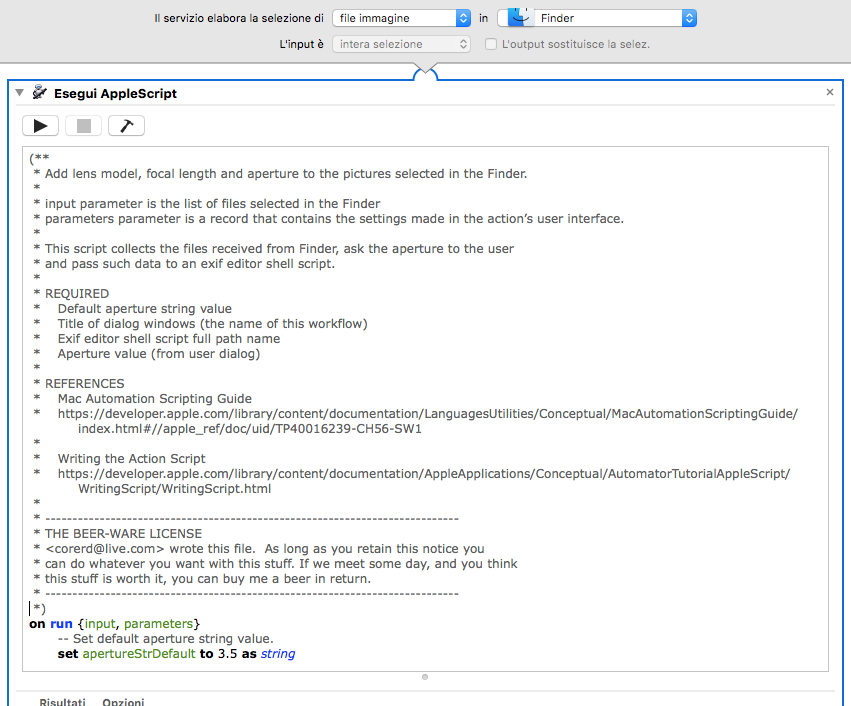 Il servizio elabora la selezione di file immagine in Finder
L'input è intera selezione L'output sostituisce la selez.
Esegui AppleScript
(**
* Add lens model, focal length and aperture to the pictures selected in the Finder.
*
* input parameter is the list of files selected in the Finder
* parameters parameter is a record that contains the settings made in the action's user interface.
*
* This script collects the files received from Finder, ask the aperture to the user
* and pass such data to an exif editor shell script.
*
* REQUIRED
* Default aperture string value
* Title of dialog windows (the name of this workflow)
* Exif editor shell script full path name
* Aperture value (from user dialog)
*
* REFERENCES
* Mac Automation Scripting Guide
* https://developer.apple.com/library/content/documentation/LanguagesUtilities/Conceptual/MacAutomationScriptingGuide/
index.html#//apple_ref/doc/uid/TP40016239-CH56-SW1
*
* Writing the Action Script
* https://developer.apple.com/library/content/documentation/AppleApplications/Conceptual/AutomatorTutorialAppleScript/
WritingScript/WritingScript.html
*
* ----------------------------------------------------------------------------
* THE BEER-WARE LICENSE
* <corerd@live.com> wrote this file.  As long as you retain this notice you
* can do whatever you want with this stuff. If we meet some day, and you think
* this stuff is worth it, you can buy me a beer in return.
* ----------------------------------------------------------------------------
*)
on run {input, parameters}
-- Set default aperture string value.
set apertureStrDefault to 3.5 as string
Risultati Opzioni